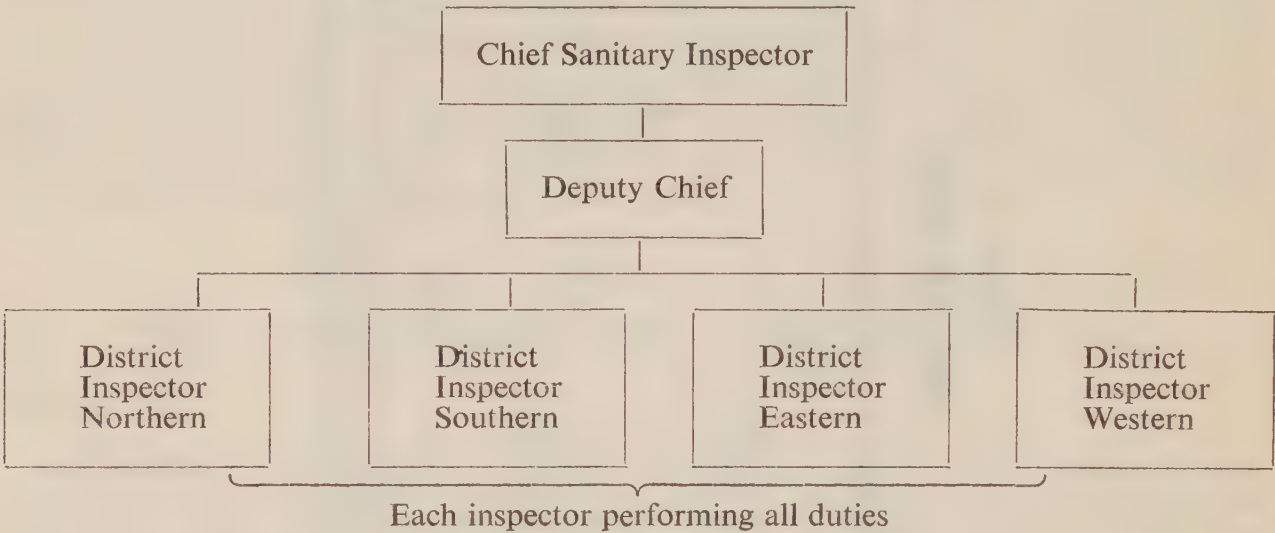 Chief Sanitary Inspector
Deputy Chief
District
Inspector
Northern
District
Inspector
Southern
District
Inspector
Eastern
District
Inspector
Western
Each inspector performing all duties